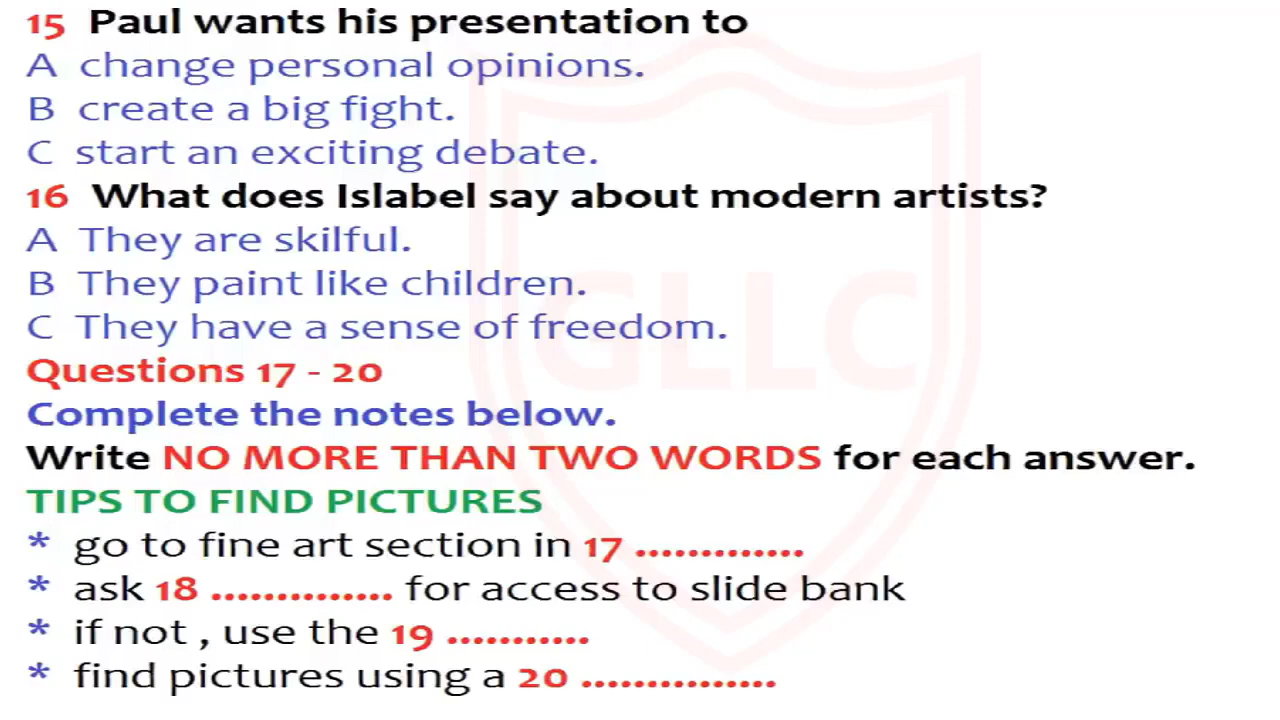 15 Paul wants his presentation to
A change personal opinions.
B create a big fight.
C start an exciting debate.
16 What does Islabel say about modern artists?
A They are skilful.
B They paint like children.
C They have a sense of freedom.
Questions 17 - 20
Complete the notes below.
Write NO MORE THAN TWO WORDS for each answer.
TIPS TO FIND PICTURES
* go to fine art section in 17 .............
* ask 18 .............. for access to slide bank
* if not , use the 19 ...........
* find pictures using a 20 ...............
GLLC